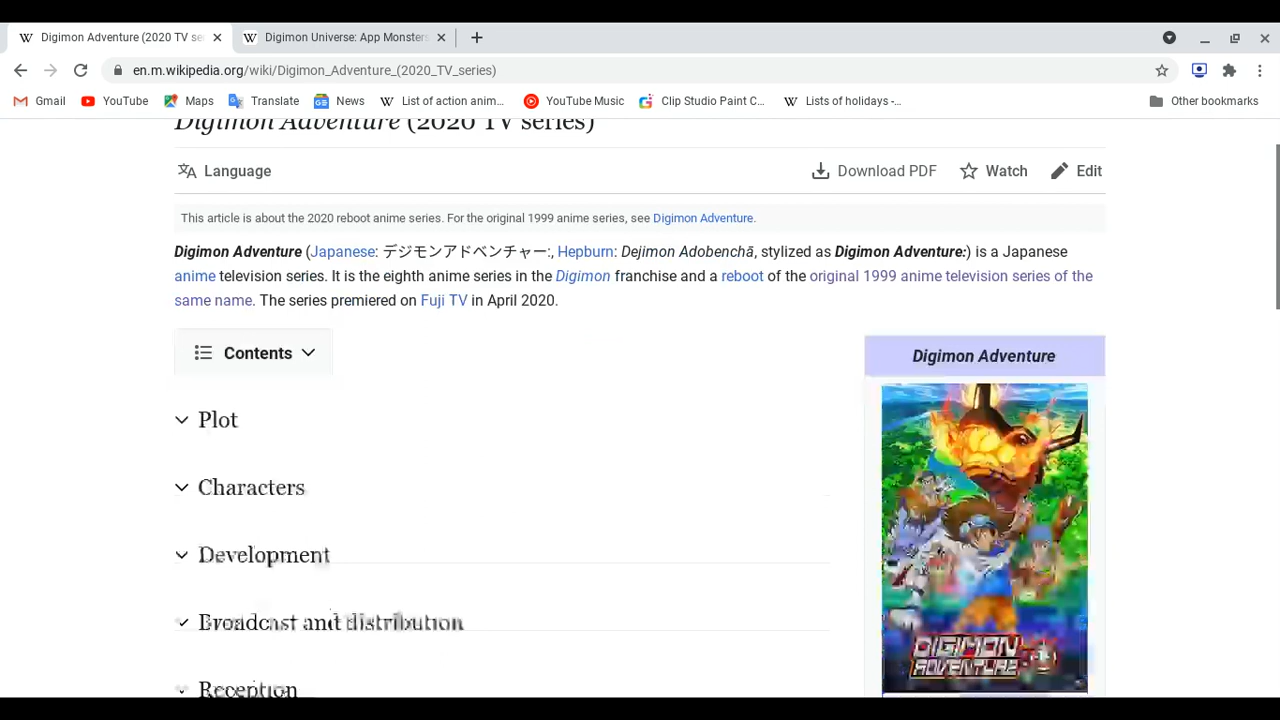 Digimon Adventure (2020 TV se
Digimon Universe: App Monsters
en.m.wikipedia.org/wiki/Digimon_Adventure_(2020_TV_series)
Gmail YouTube Maps Translate News List of action anim... YouTube Music Clip Studio Paint C... Lists of holidays -... Other bookmarks
Digimon Adventure (2020 TV series)
Language Download PDF Watch Edit
This article is about the 2020 reboot anime series. For the original 1999 anime series, see Digimon Adventure.
Digimon Adventure (Japanese: デジモンアドベンチャー:, Hepburn: Dejimon Adobenchā, stylized as Digimon Adventure:) is a Japanese
anime television series. It is the eighth anime series in the Digimon franchise and a reboot of the original 1999 anime television series of the
same name. The series premiered on Fuji TV in April 2020.
Contents
Digimon Adventure
Plot
Characters
Development
Broadcast and distribution
Reception
DIGIMON
ADVENTURE